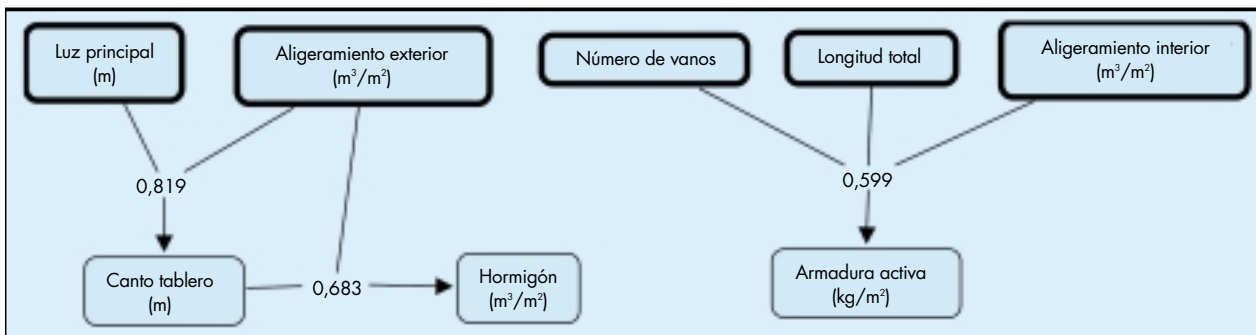 Luz principal
(m)
Aligeramiento exterior
(m³/m²)
Número de vanos
Longitud total
Aligeramiento interior
(m³/m²)
0,819
0,599
Canto tablero
(m)
0,683
Hormigón
(m³/m²)
Armadura activa
(kg/m²)